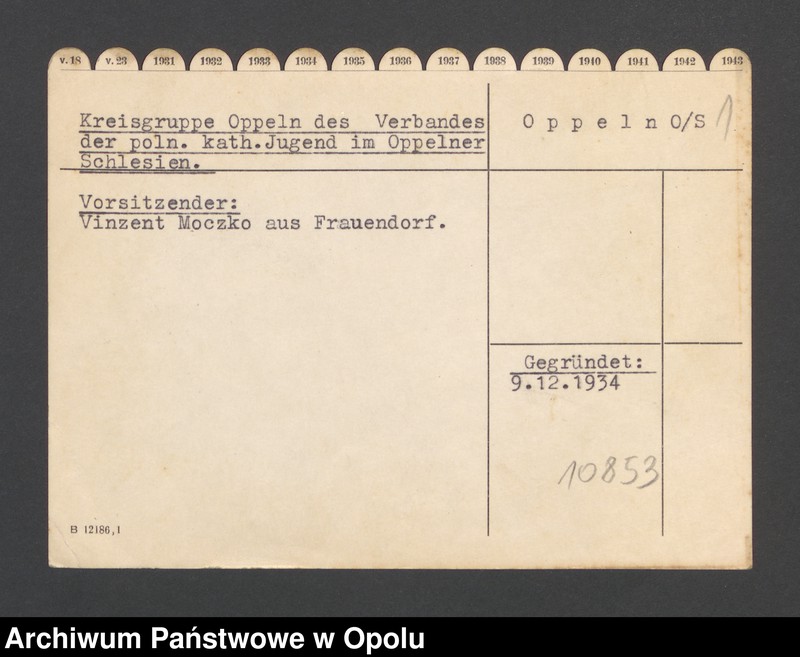 v. 18 v. 23 1931 1932 1933 1934 1935 1936 1937 1938 1939 1940 1941 1942 1943
Kreisgruppe Oppeln des Verbandes
der poln. kath.Jugend im Oppelner
Schlesien.
Oppeln O/S 1
Vorsitzender:
Vinzent Moczko aus Frauendorf.
Gegründet:
9.12.1934
10853
B 12186,1
Archiwum Państwowe w Opolu